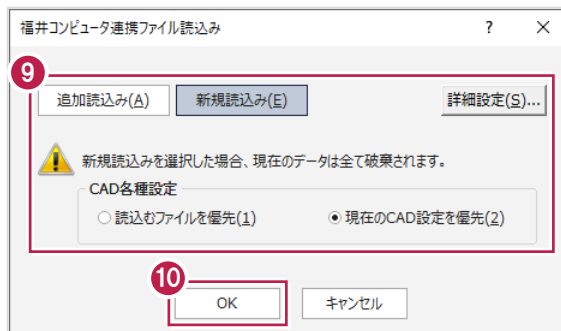 福井コンピュータ連携ファイル読込み ? ×
9
追加読込み(A) 新規読込み(E) 詳細設定(S)...
新規読込みを選択した場合、現在のデータは全て破棄されます。
CAD各種設定
読込むファイルを優先(1) 現在のCAD設定を優先(2)
10
OK キャンセル